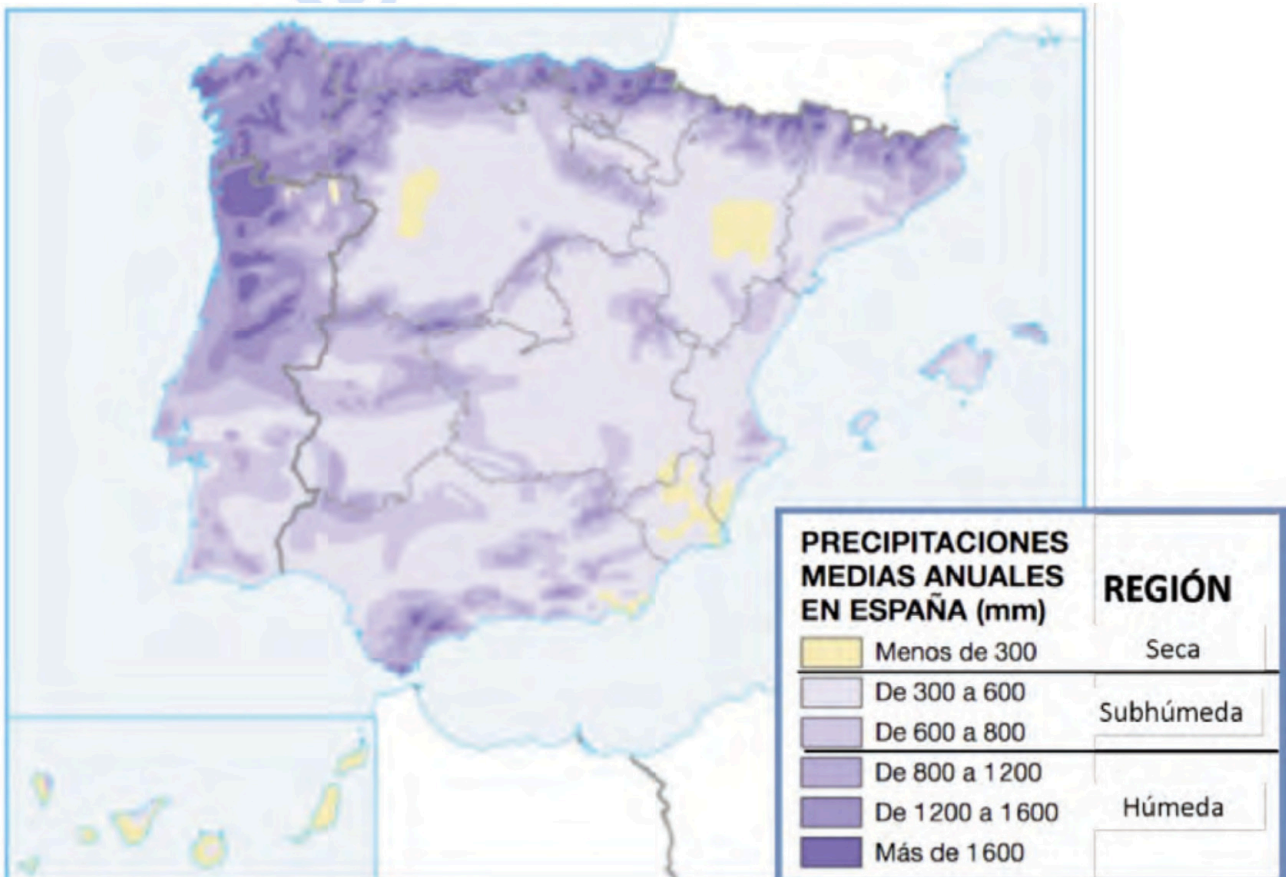 PRECIPITACIONES
MEDIAS ANUALES
EN ESPAÑA (mm)
REGIÓN
Menos de 300
Seca
De 300 a 600
Subhúmeda
De 600 a 800
De 800 a 1200
De 1200 a 1600
Húmeda
Más de 1600